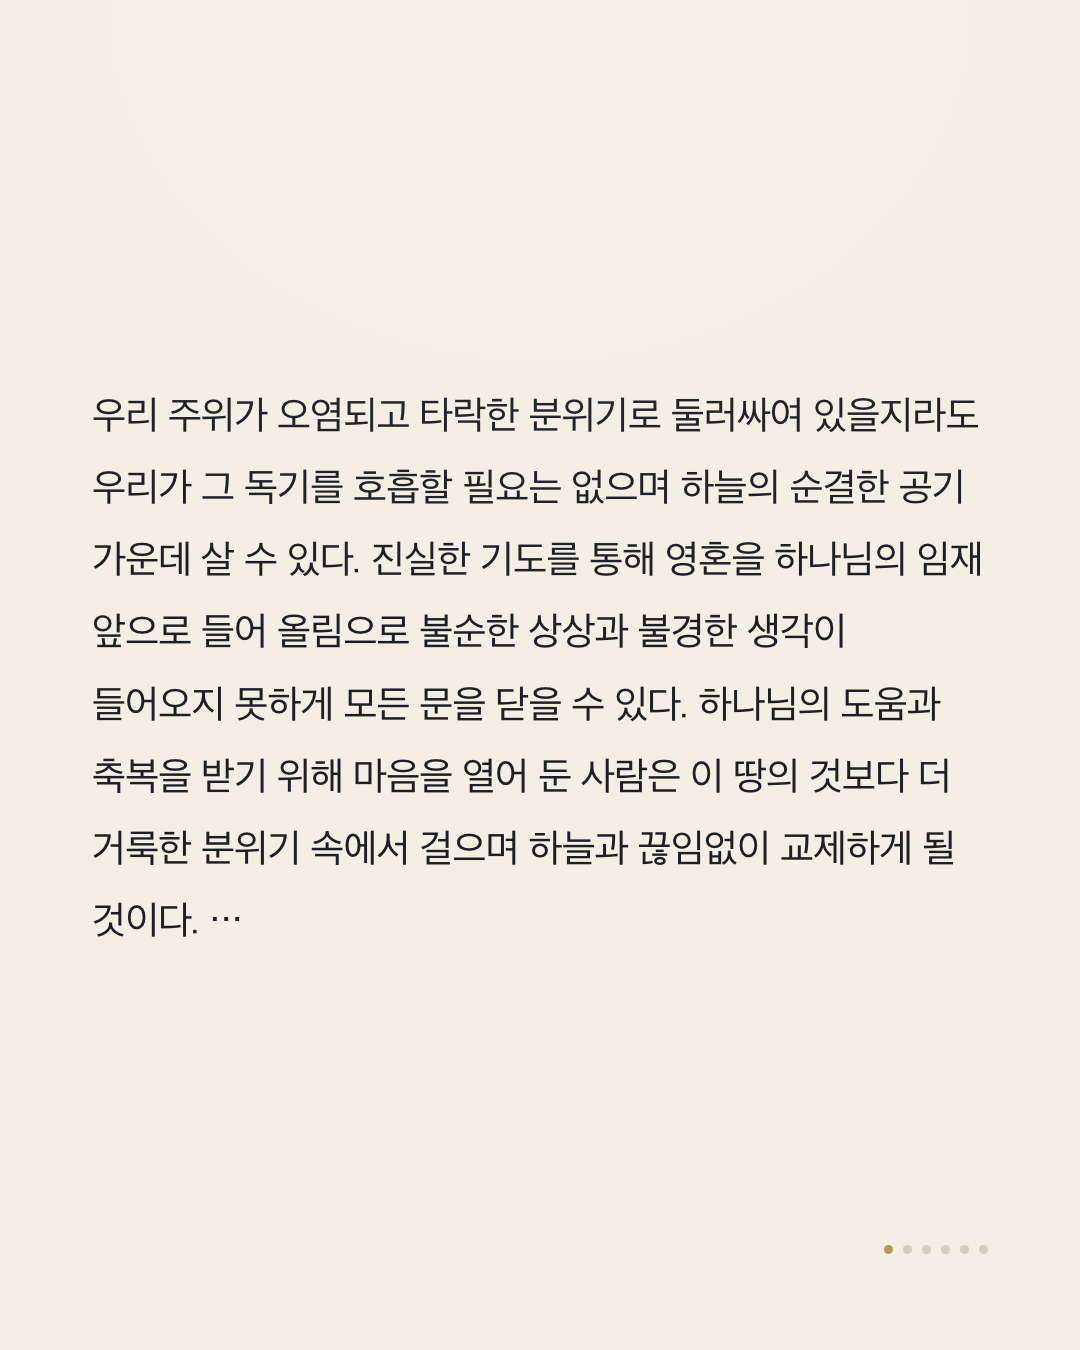 우리 주위가 오염되고 타락한 분위기로 둘러싸여 있을지라도
우리가 그 독기를 호흡할 필요는 없으며 하늘의 순결한 공기
가운데 살 수 있다. 진실한 기도를 통해 영혼을 하나님의 임재
앞으로 들어 올림으로 불순한 상상과 불경한 생각이
들어오지 못하게 모든 문을 닫을 수 있다. 하나님의 도움과
축복을 받기 위해 마음을 열어 둔 사람은 이 땅의 것보다 더
거룩한 분위기 속에서 걸으며 하늘과 끊임없이 교제하게 될
것이다. …